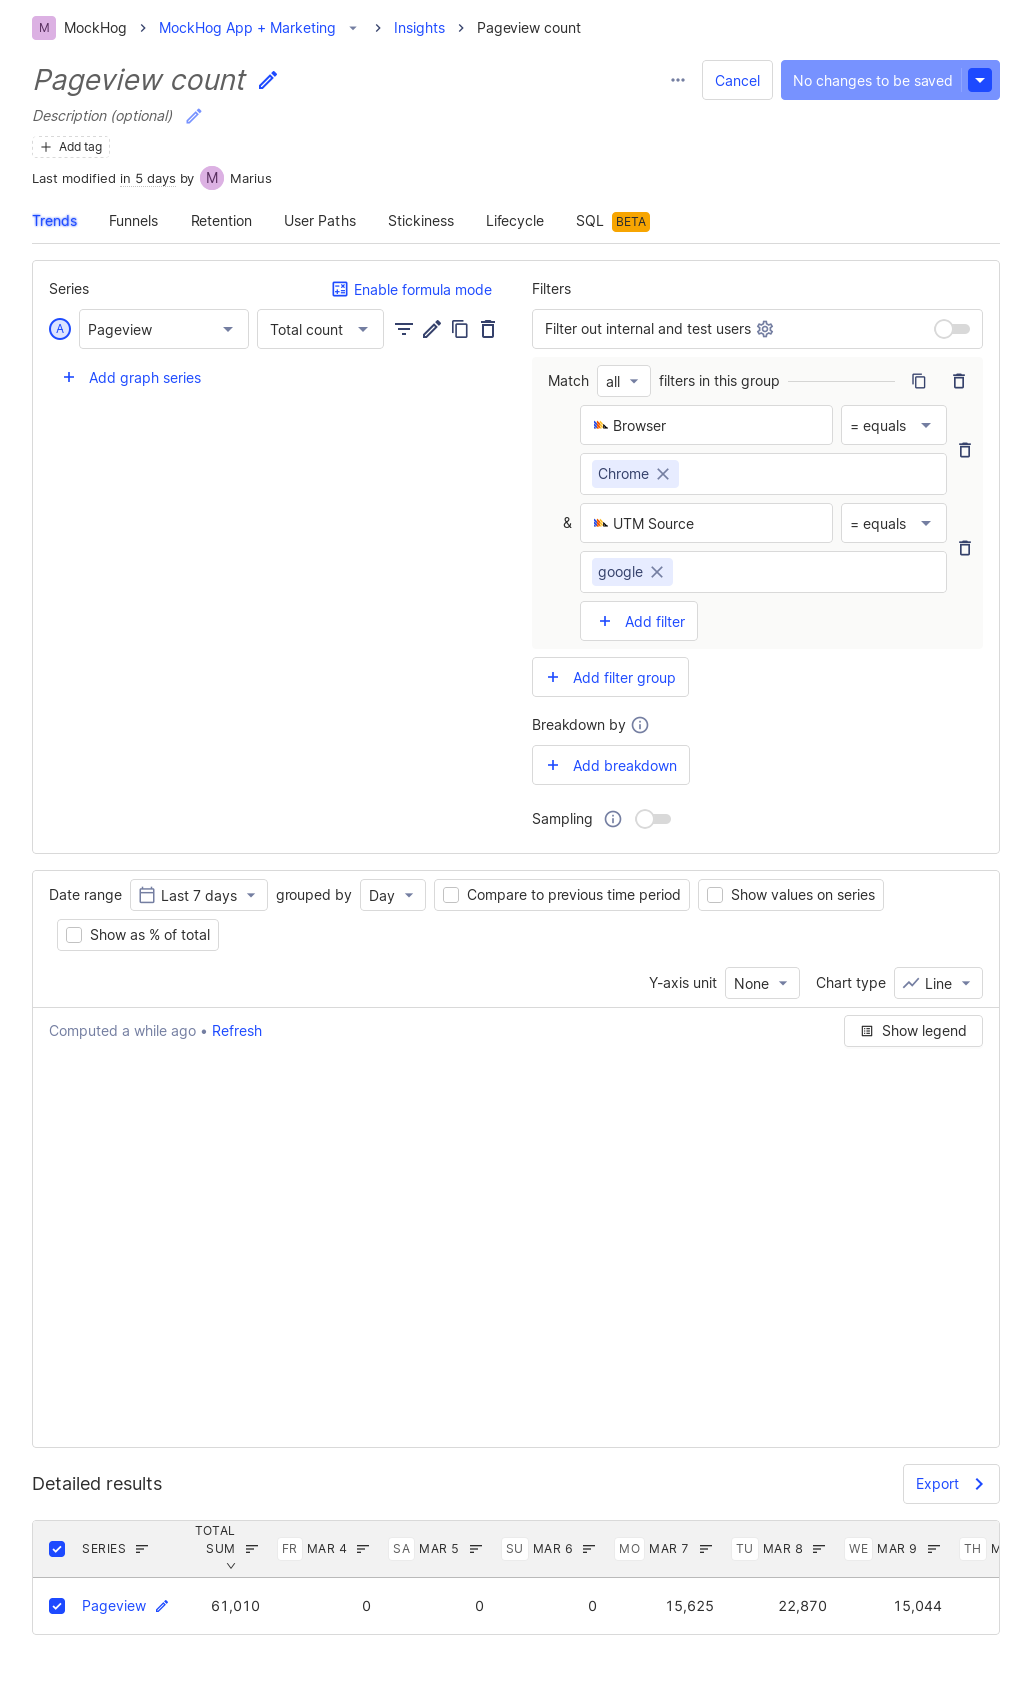 M MockHog > MockHog App + Marketing > Insights > Pageview count
Pageview count
Cancel
No changes to be saved
Description (optional)
+ Add tag
Last modified in 5 days by M Marius
Trends Funnels Retention User Paths Stickiness Lifecycle SQL BETA
Series
Enable formula mode
A Pageview Total count
+ Add graph series
Filters
Filter out internal and test users
Match all filters in this group
Browser = equals
Chrome
& UTM Source = equals
google
+ Add filter
+ Add filter group
Breakdown by
+ Add breakdown
Sampling
Date range Last 7 days grouped by Day Compare to previous time period Show values on series
Show as % of total
Y-axis unit None Chart type Line
Computed a while ago • Refresh
Show legend
Detailed results
Export
SERIES TOTAL SUM FR MAR 4 SA MAR 5 SU MAR 6 MO MAR 7 TU MAR 8 WE MAR 9 TH
Pageview 61,010 0 0 0 15,625 22,870 15,044